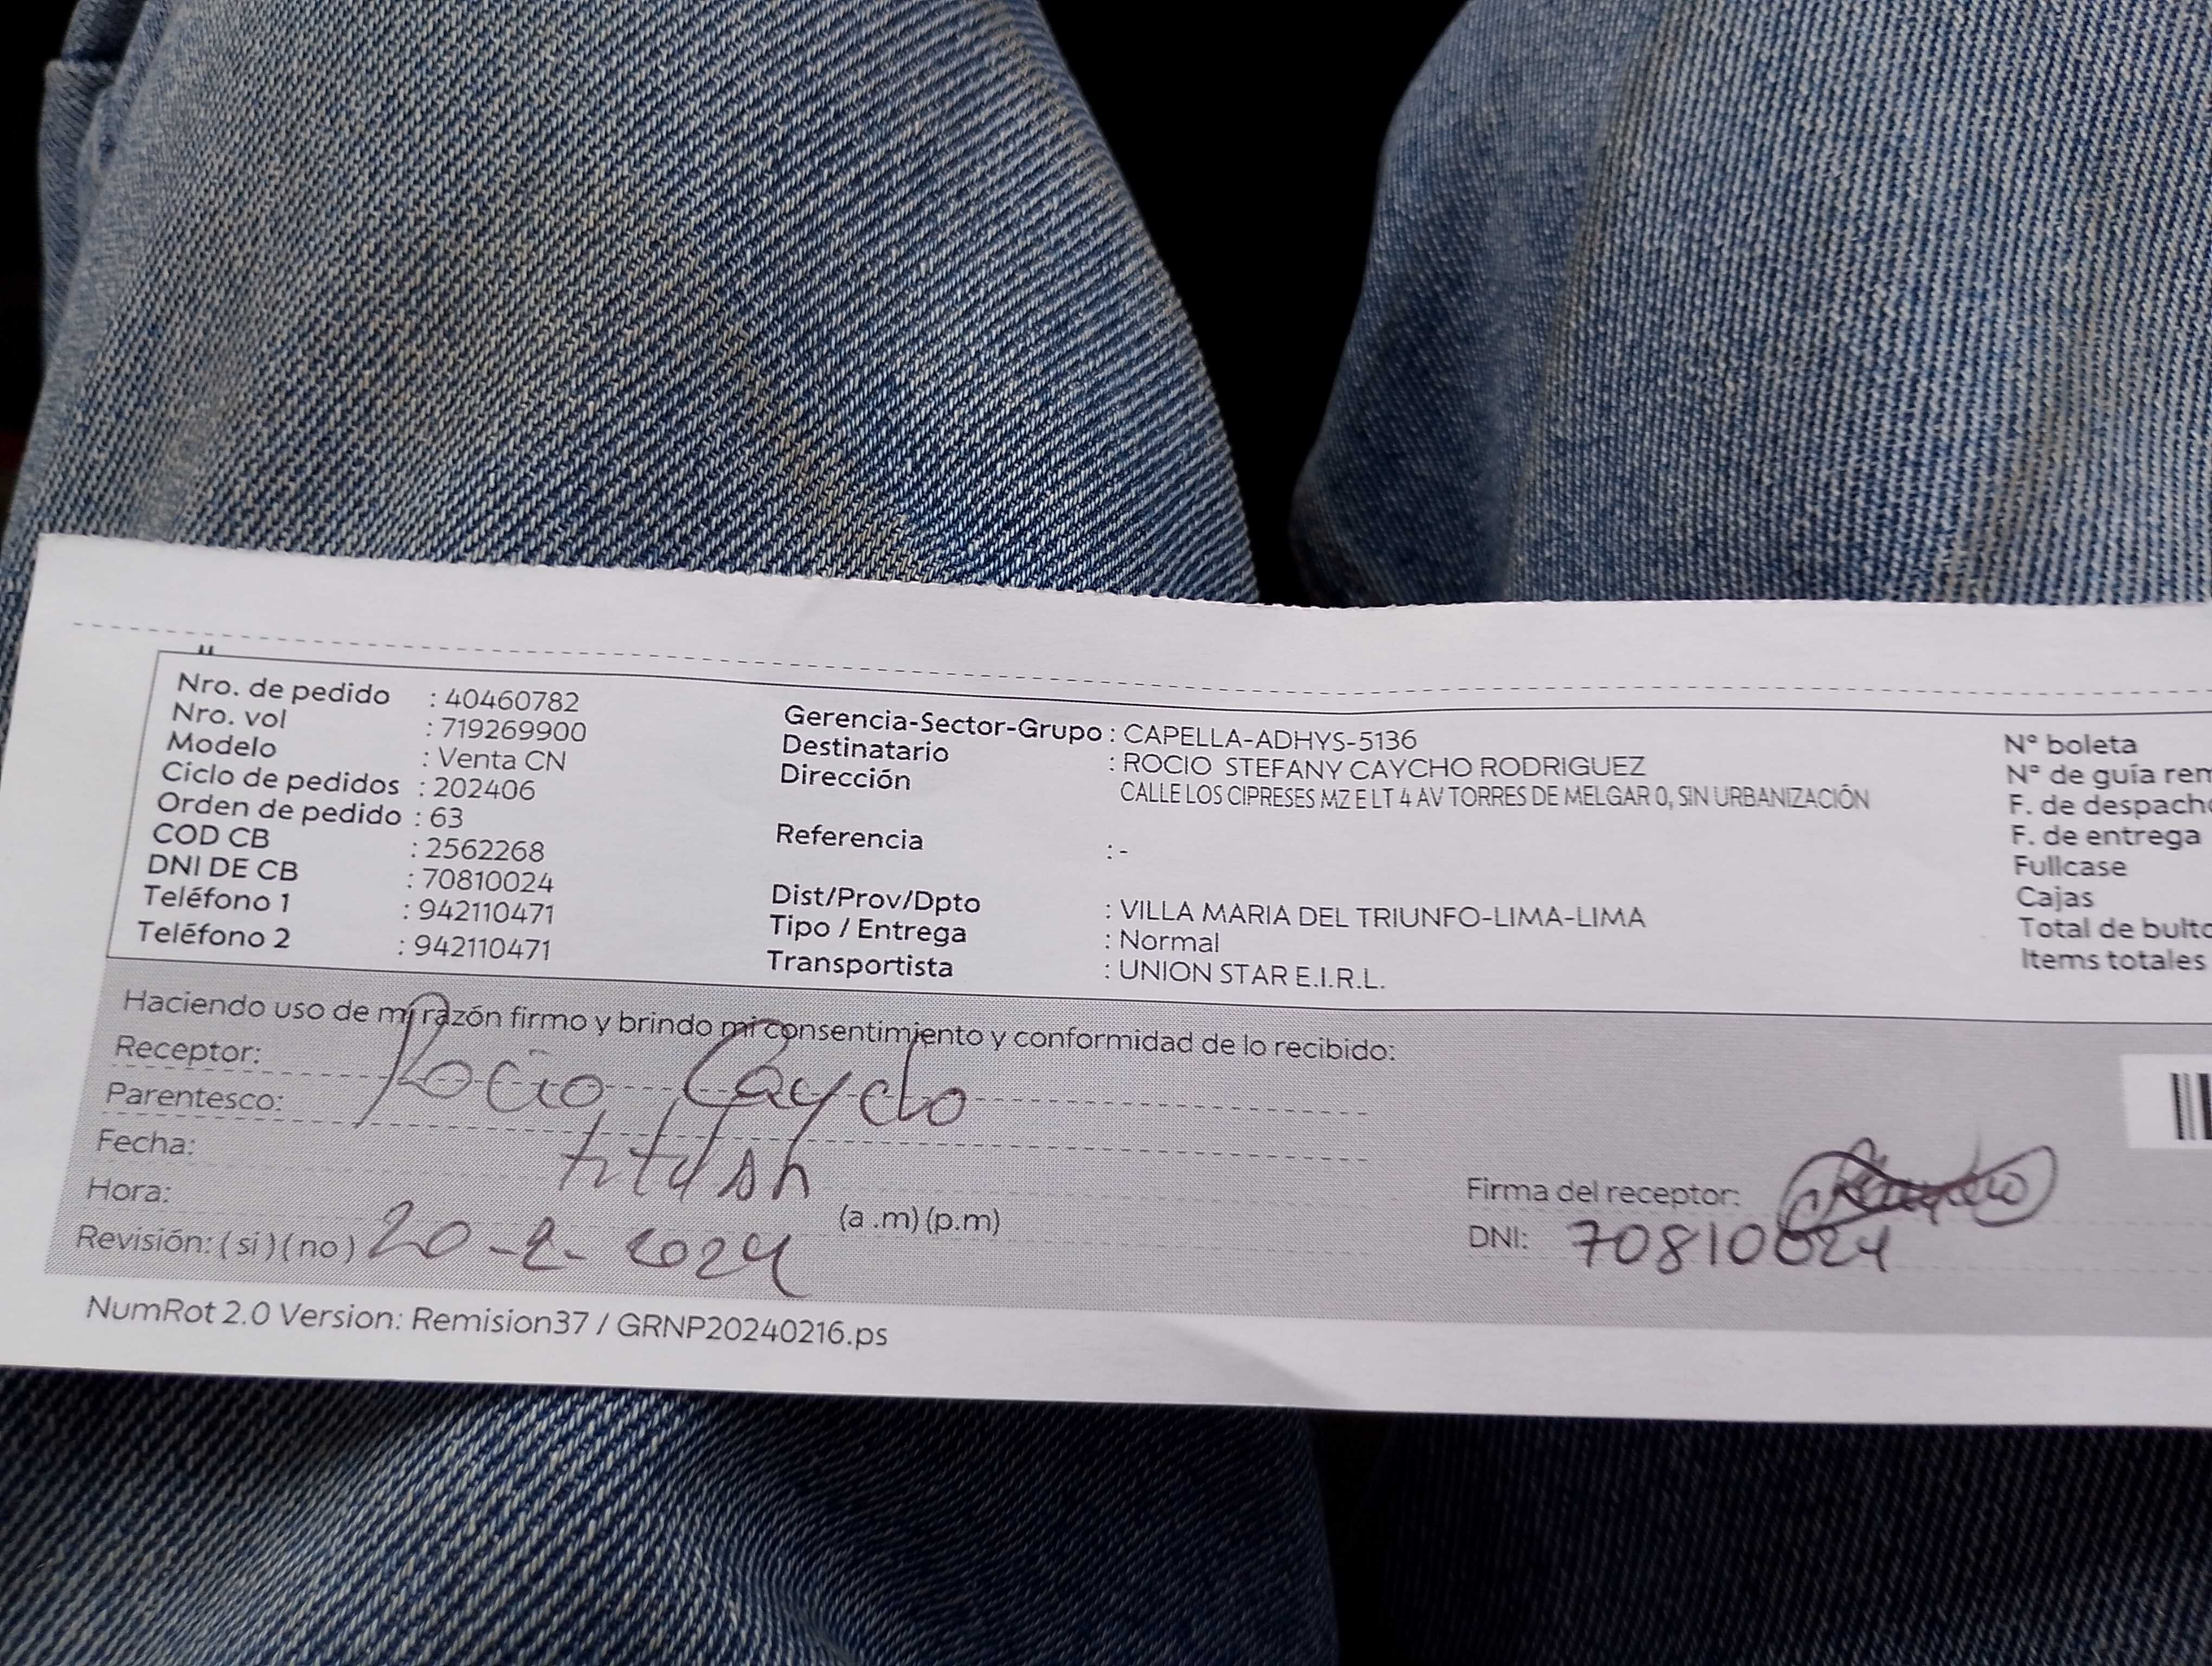 Nro. de pedido : 40460782
Nro. vol : 719269900
Modelo : Venta CN
Ciclo de pedidos : 202406
Orden de pedido : 63
COD CB : 2562268
DNI DE CB : 70810024
Teléfono 1 : 942110471
Teléfono 2 : 942110471
Gerencia-Sector-Grupo : CAPELLA-ADHYS-5136
Destinatario : ROCIO STEFANY CAYCHO RODRIGUEZ
Dirección CALLE LOS CIPRESES MZ E LT 4 AV TORRES DE MELGAR 0, SIN URBANIZACIÓN
Referencia : -
Dist/Prov/Dpto : VILLA MARIA DEL TRIUNFO-LIMA-LIMA
Tipo / Entrega : Normal
Transportista : UNION STAR E.I.R.L.
N° boleta
N° de guía rem
F. de despacho
F. de entrega
Fullcase
Cajas
Total de bulto
Items totales
Haciendo uso de mi razón firmo y brindo mi consentimiento y conformidad de lo recibido:
Receptor: Rocio Caycho
Parentesco:
Fecha:
Hora: (a .m) (p.m)
Revisión: ( si ) ( no ) 20-2-2024
Firma del receptor:
DNI: 70810024
NumRot 2.0 Version: Remision37 / GRNP20240216.ps